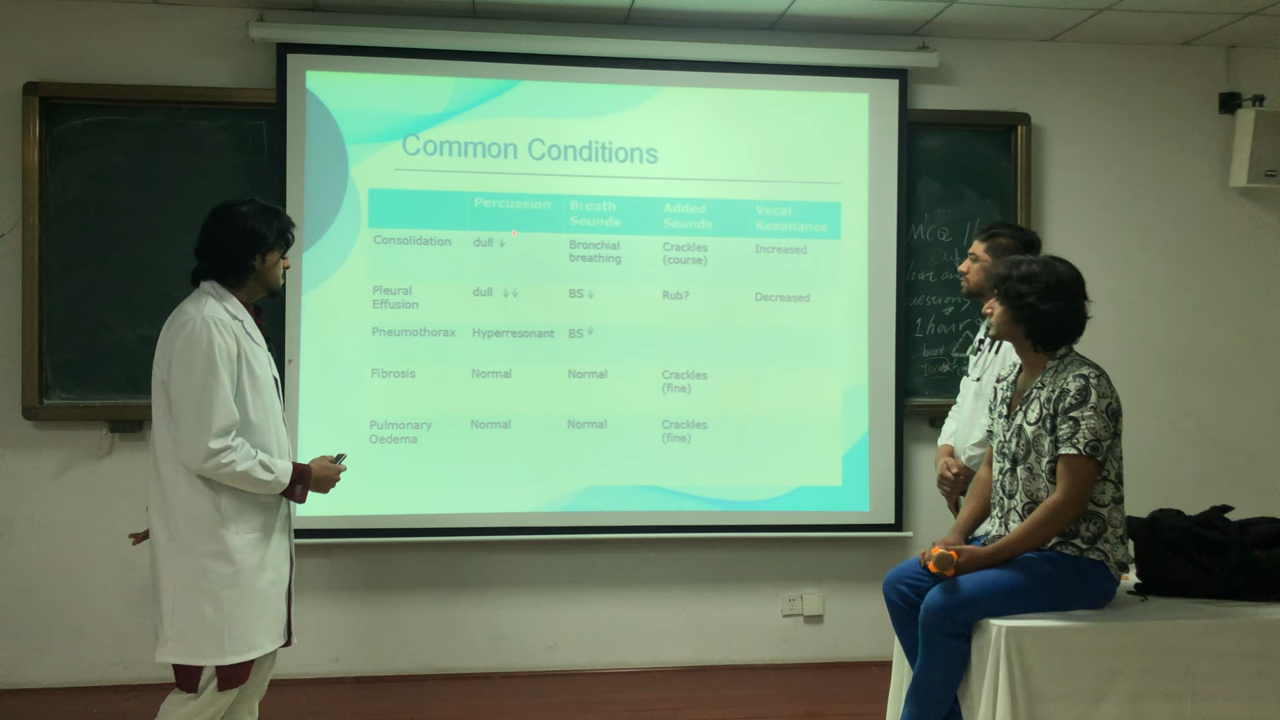 Common Conditions
Percussion Breath Sounds Added Sounds Vocal Resonance
Consolidation dull ↓ Bronchial breathing Crackles (course) Increased
Pleural Effusion dull ↓↓ BS ↓ Rub? Decreased
Pneumothorax Hyperresonant BS ↓
Fibrosis Normal Normal Crackles (fine)
Pulmonary Oedema Normal Normal Crackles (fine)
MCQ
1 hour